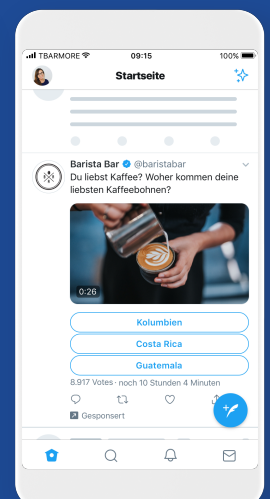 TBARMORE 09:15 100%
Startseite
Barista Bar @baristabar
Du liebst Kaffee? Woher kommen deine
liebsten Kaffeebohnen?
0:26
Kolumbien
Costa Rica
Guatemala
8.917 Votes · noch 10 Stunden 4 Minuten
Gesponsert